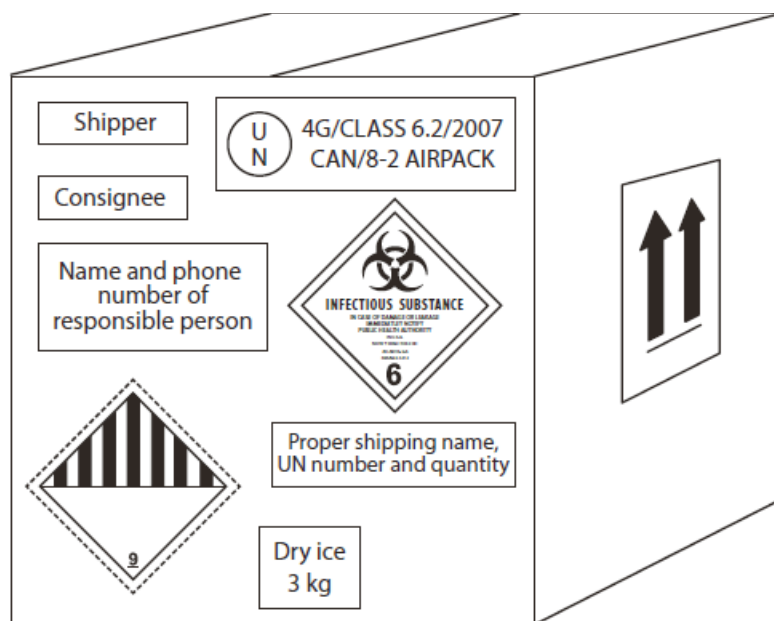 Shipper
UN
4G/CLASS 6.2/2007
CAN/8-2 AIRPACK
Consignee
Name and phone
number of
responsible person
INFECTIOUS SUBSTANCE
IN CASE OF DAMAGE OR LEAKAGE
IMMEDIATELY NOTIFY
PUBLIC HEALTH AUTHORITY
6
Proper shipping name,
UN number and quantity
9
Dry ice
3 kg